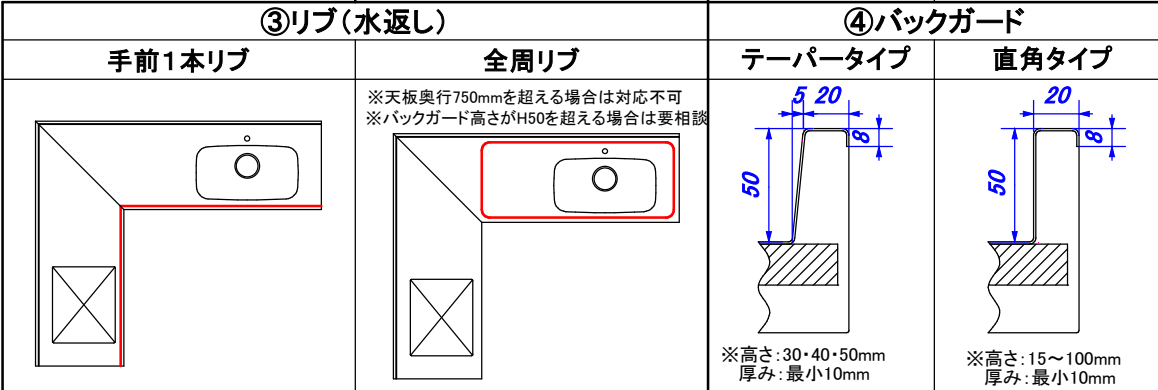 ③リブ(水返し)
④バックガード
手前1本リブ
全周リブ
テーパータイプ
直角タイプ
※天板奥行750mmを超える場合は対応不可
※バックガード高さがH50を超える場合は要相談
5 20
8
50
※高さ:30・40・50mm
厚み:最小10mm
20
8
50
※高さ:15～100mm
厚み:最小10mm